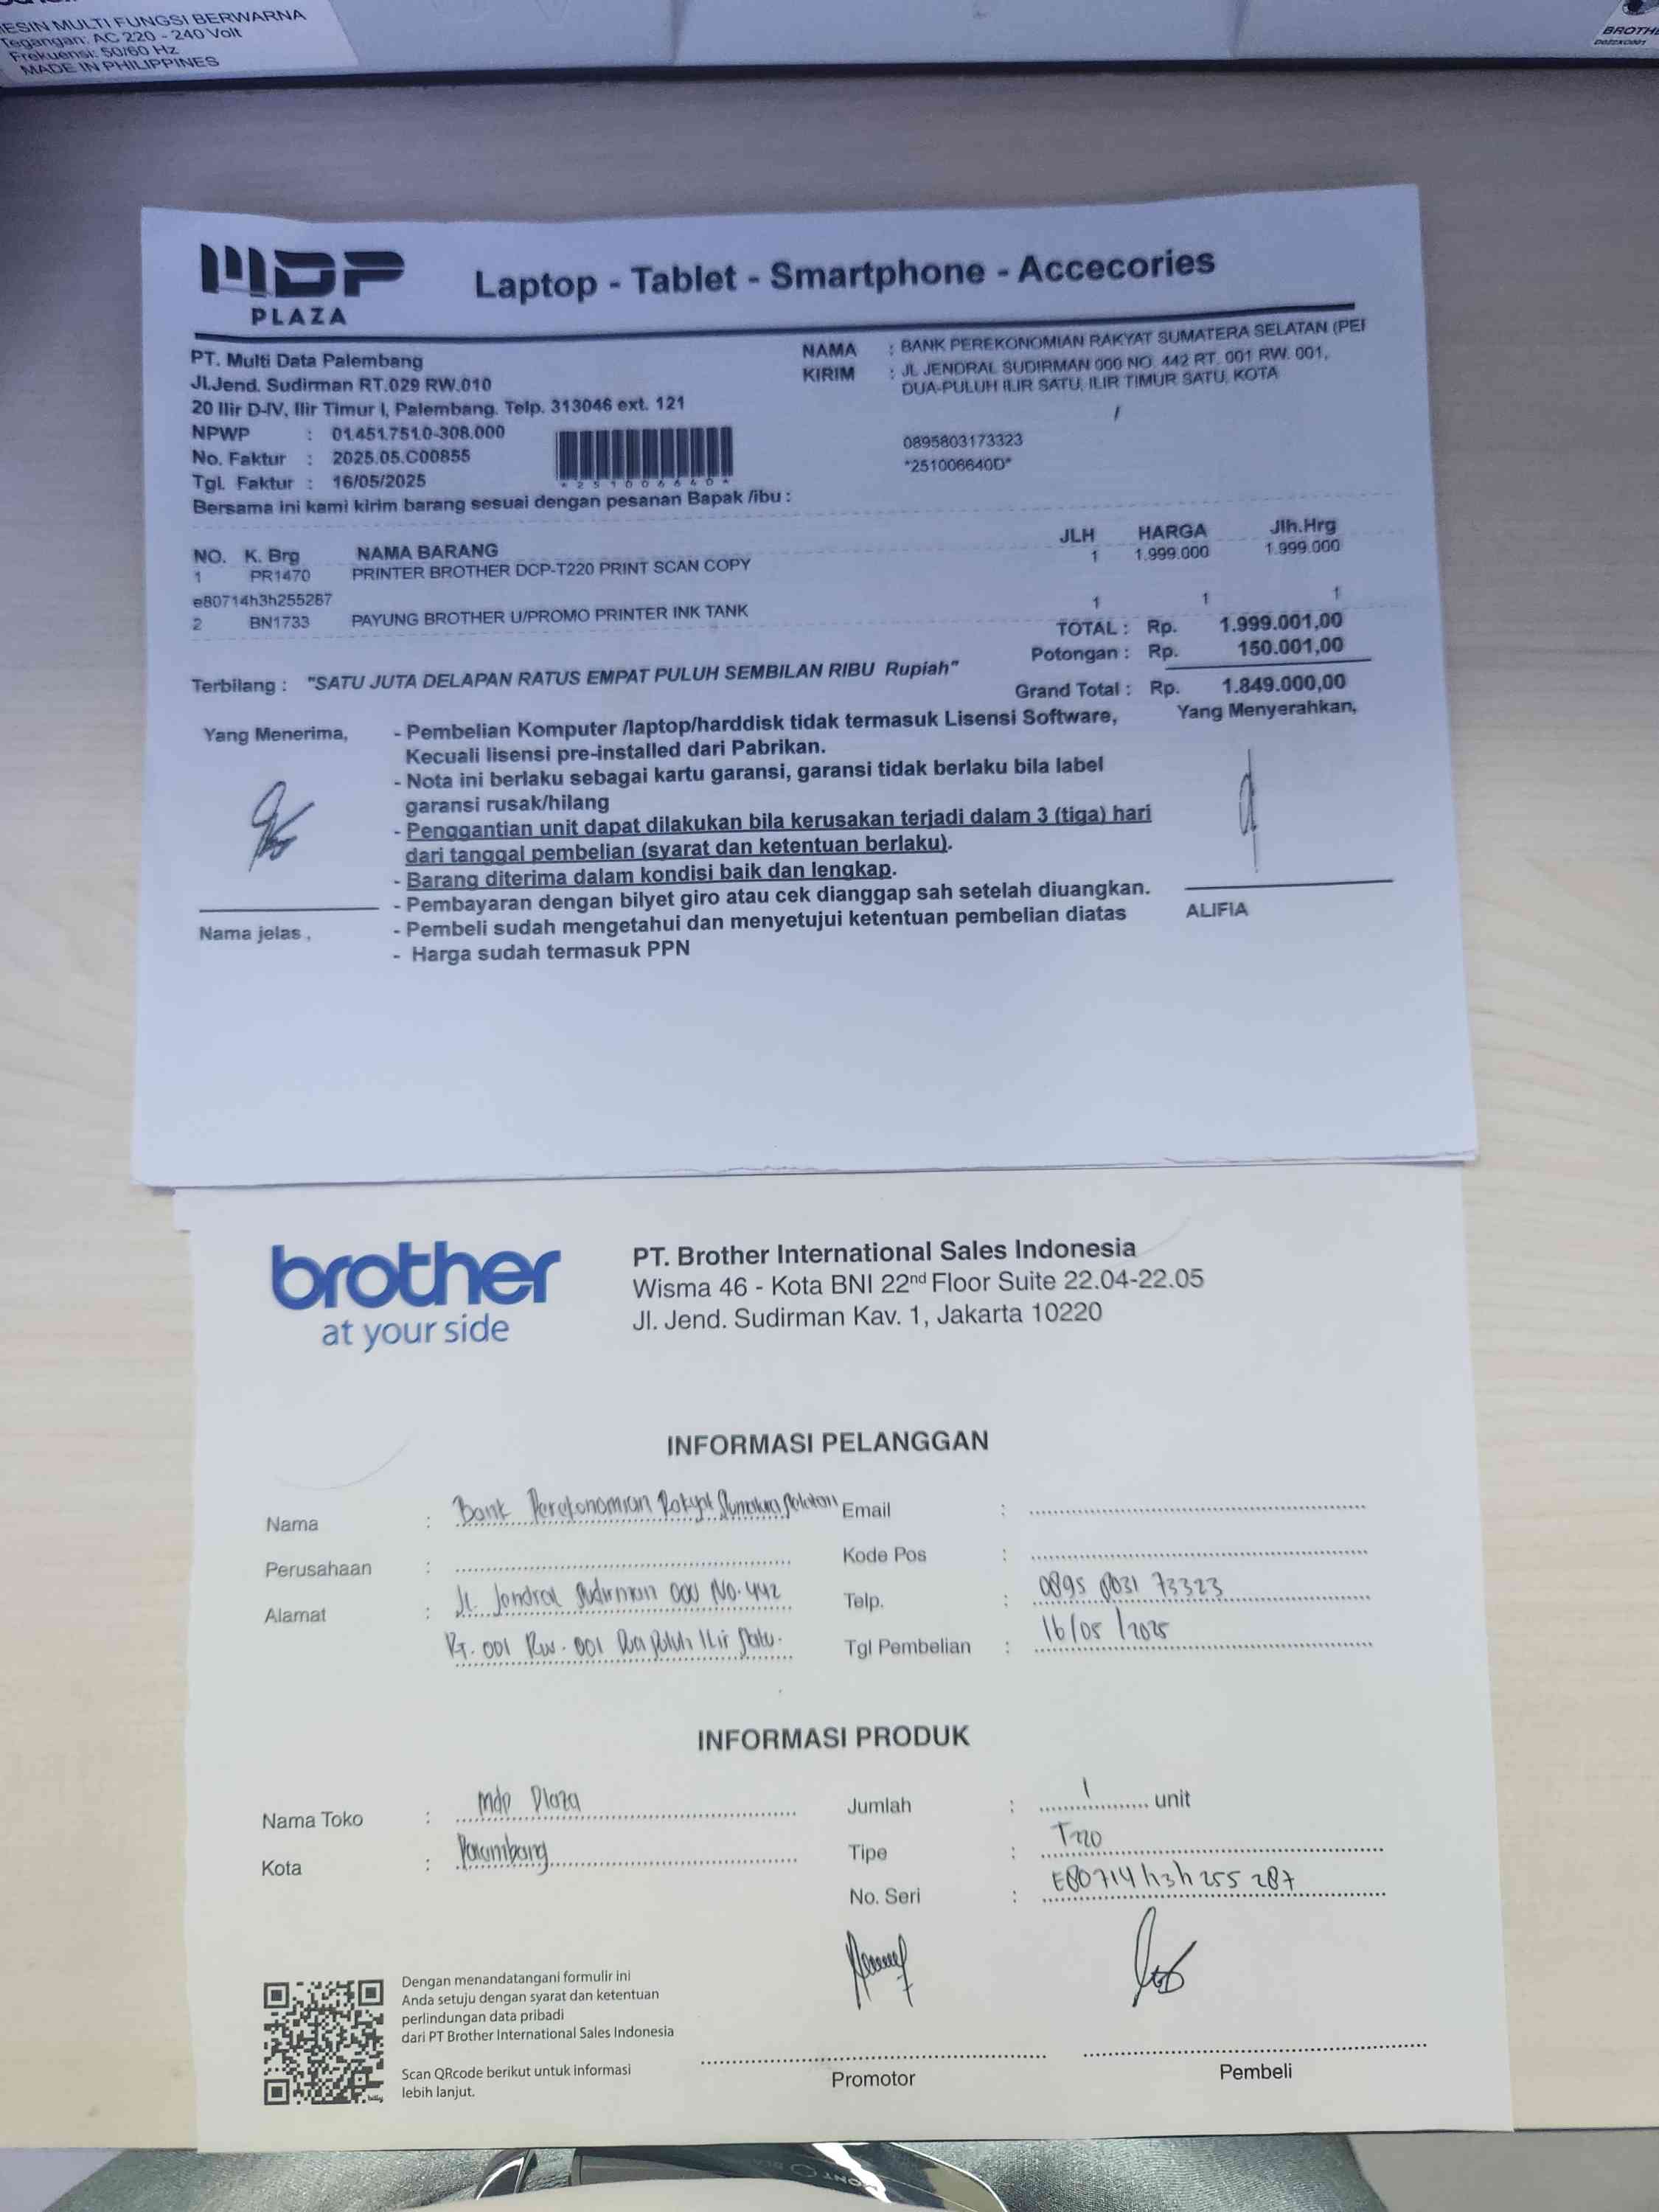 ESIN MULTI FUNGSI BERWARNA
Tegangan: AC 220 - 240 Volt
Frekuensi: 50/60 Hz
MADE IN PHILIPPINES
MDP PLAZA
Laptop - Tablet - Smartphone - Accecories
PT. Multi Data Palembang
Jl.Jend. Sudirman RT.029 RW.010
20 Ilir D-IV, Ilir Timur I, Palembang. Telp. 313046 ext. 121
NPWP : 01.451.751.0-308.000
No. Faktur : 2025.05.C00855
Tgl. Faktur : 16/05/2025
*251006640*
NAMA : BANK PEREKONOMIAN RAKYAT SUMATERA SELATAN (PE
KIRIM : JL JENDRAL SUDIRMAN 000 NO. 442 RT. 001 RW. 001,
DUA-PULUH ILIR SATU, ILIR TIMUR SATU, KOTA
/
0895803173323
*251006640D*
Bersama ini kami kirim barang sesuai dengan pesanan Bapak /ibu :
NO. K. Brg NAMA BARANG JLH HARGA Jlh.Hrg
1 PR1470 PRINTER BROTHER DCP-T220 PRINT SCAN COPY 1 1.999.000 1.999.000
e80714h3h255287
2 BN1733 PAYUNG BROTHER U/PROMO PRINTER INK TANK 1 1 1
TOTAL : Rp. 1.999.001,00
Potongan : Rp. 150.001,00
Terbilang : "SATU JUTA DELAPAN RATUS EMPAT PULUH SEMBILAN RIBU Rupiah"
Grand Total : Rp. 1.849.000,00
Yang Menerima,
- Pembelian Komputer /laptop/harddisk tidak termasuk Lisensi Software,
Kecuali lisensi pre-installed dari Pabrikan.
- Nota ini berlaku sebagai kartu garansi, garansi tidak berlaku bila label
garansi rusak/hilang
- Penggantian unit dapat dilakukan bila kerusakan terjadi dalam 3 (tiga) hari
dari tanggal pembelian (syarat dan ketentuan berlaku).
- Barang diterima dalam kondisi baik dan lengkap.
- Pembayaran dengan bilyet giro atau cek dianggap sah setelah diuangkan.
- Pembeli sudah mengetahui dan menyetujui ketentuan pembelian diatas
- Harga sudah termasuk PPN
Yang Menyerahkan,
Nama jelas ,
ALIFIA
brother
at your side
PT. Brother International Sales Indonesia
Wisma 46 - Kota BNI 22nd Floor Suite 22.04-22.05
Jl. Jend. Sudirman Kav. 1, Jakarta 10220
INFORMASI PELANGGAN
Nama : Bank Perekonomian Rakyat Sumatera Selatan
Perusahaan :
Alamat : Jl. Jendral Sudirman 000 No. 442
Rt. 001 Rw. 001 Dua Puluh Ilir Satu.
Email :
Kode Pos :
Telp. : 0895 8031 73323
Tgl Pembelian : 16/05/2025
INFORMASI PRODUK
Nama Toko : Mdp Plaza
Kota : Palembang
Jumlah : 1 unit
Tipe : T220
No. Seri : E80714h3h255287
Dengan menandatangani formulir ini
Anda setuju dengan syarat dan ketentuan
perlindungan data pribadi
dari PT Brother International Sales Indonesia
Scan QRcode berikut untuk informasi
lebih lanjut.
Promotor
Pembeli